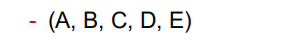 - (A, B, C, D, E)